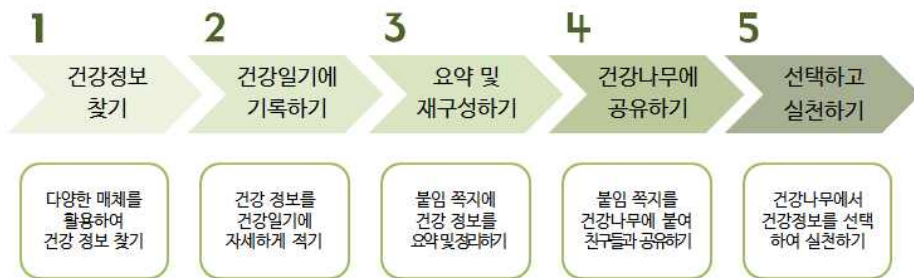 1
건강정보
찾기
2
건강일기에
기록하기
3
요약 및
재구성하기
4
건강나무에
공유하기
5
선택하고
실천하기
다양한 매체를
활용하여
건강 정보 찾기
건강 정보를
건강일기에
자세하게 적기
붙임 쪽지에
건강 정보를
요약 및 정리하기
붙임 쪽지를
건강나무에 붙여
친구들과 공유하기
건강나무에서
건강정보를 선택
하여 실천하기